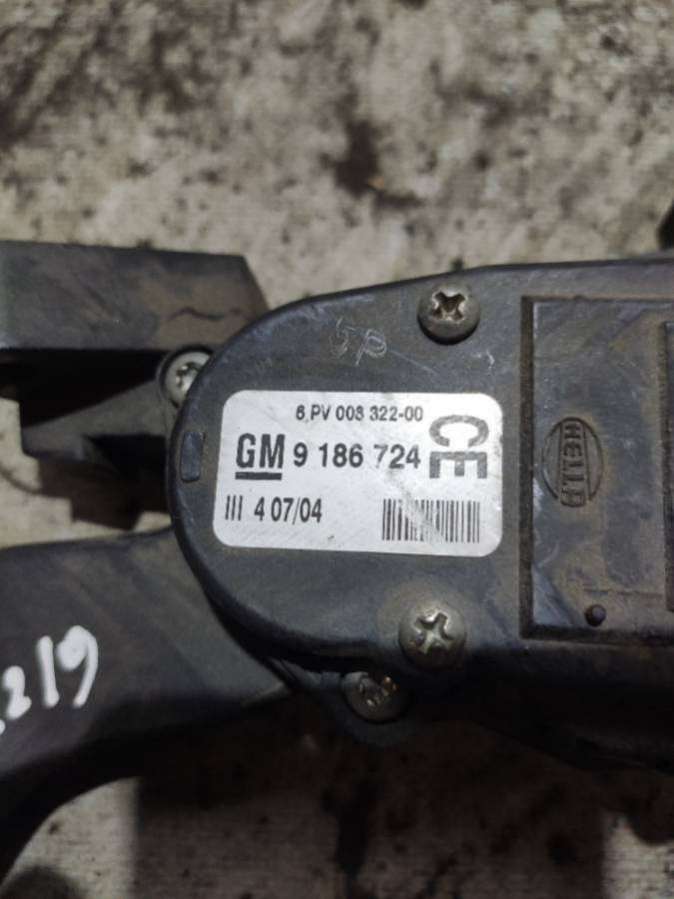 6 PV 008 322-00
GM 9 186 724 CE
III 4 07/04
HELLA
219